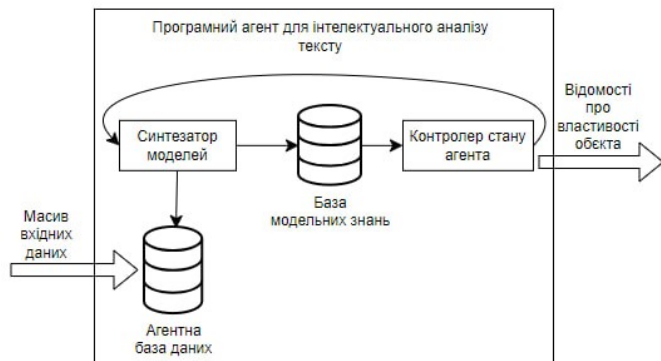 Програмний агент для інтелектуального аналізу
тексту
Синтезатор
моделей
База
модельних знань
Контролер стану
агента
Відомості
про
властивості
обєкта
Масив
вхідних
даних
Агентна
база даних